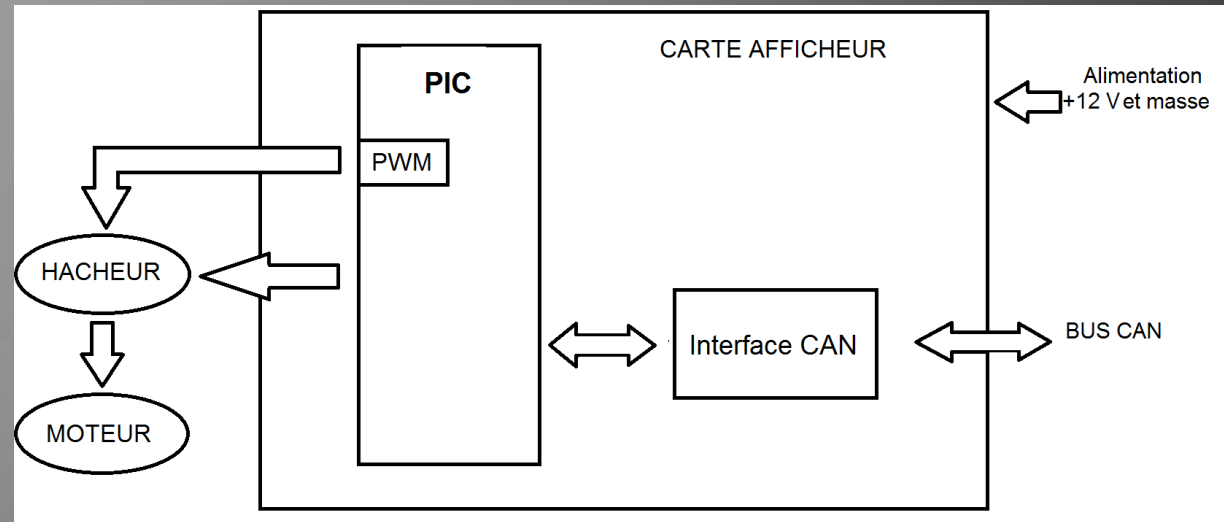 CARTE AFFICHEUR
PIC
Alimentation
+12 V et masse
PWM
HACHEUR
Interface CAN
BUS CAN
MOTEUR